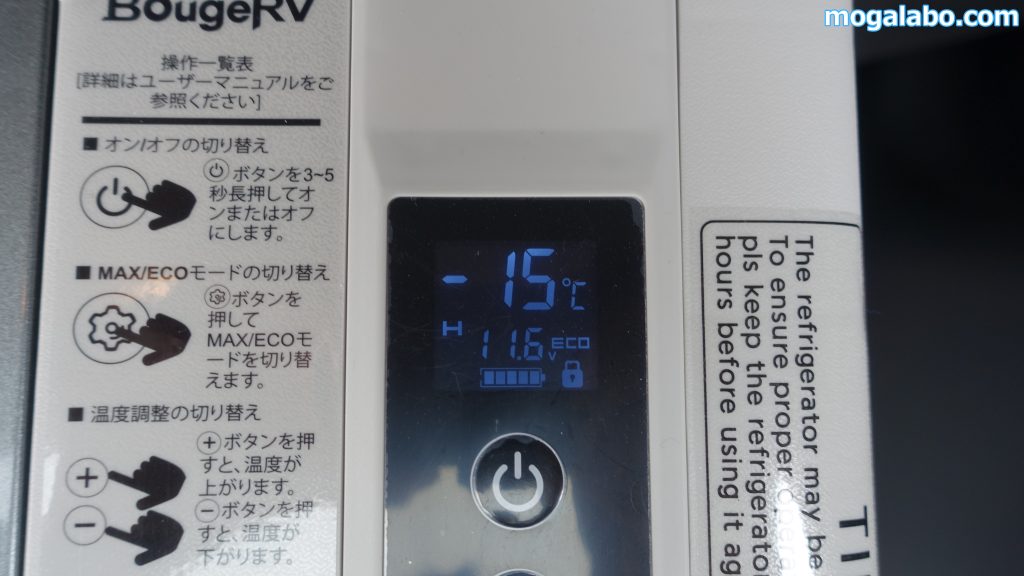 BougeRV
mogalabo.com
操作一覧表
[詳細はユーザーマニュアルをご
参照ください]
■ オン/オフの切り替え
ボタンを3~5
秒長押してオ
ンまたはオフ
にします。
■ MAX/ECOモードの切り替え
ボタンを
押して
MAX/ECOモ
ードを切り替
えます。
■ 温度調整の切り替え
+ボタンを押
すと、温度が
上がります。
−ボタンを押
すと、温度が
下がります。
-15℃
H
11.6V
ECO
The refrigerator may be
To ensure proper
pls keep the refrigerato
hours before using it ag
TI